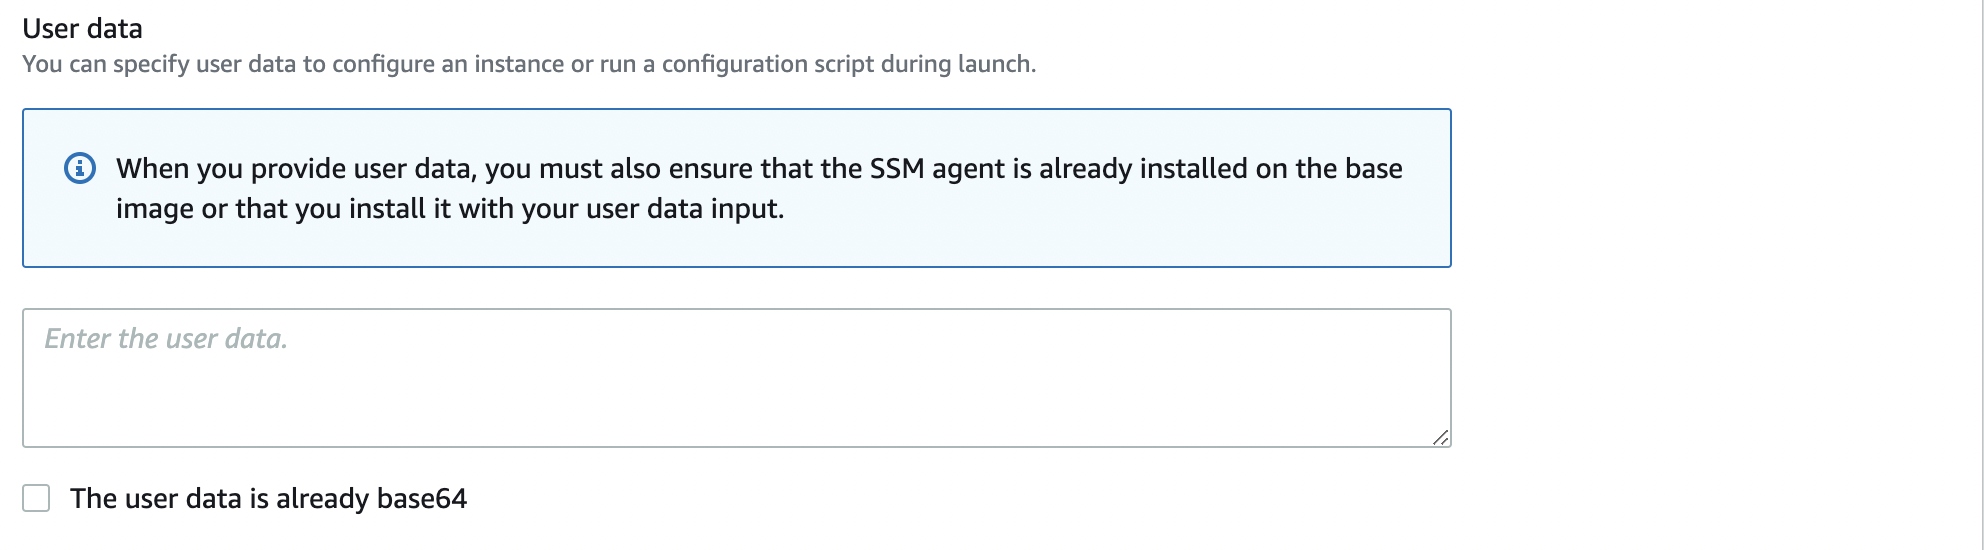 User data
You can specify user data to configure an instance or run a configuration script during launch.
When you provide user data, you must also ensure that the SSM agent is already installed on the base
image or that you install it with your user data input.
Enter the user data.
The user data is already base64